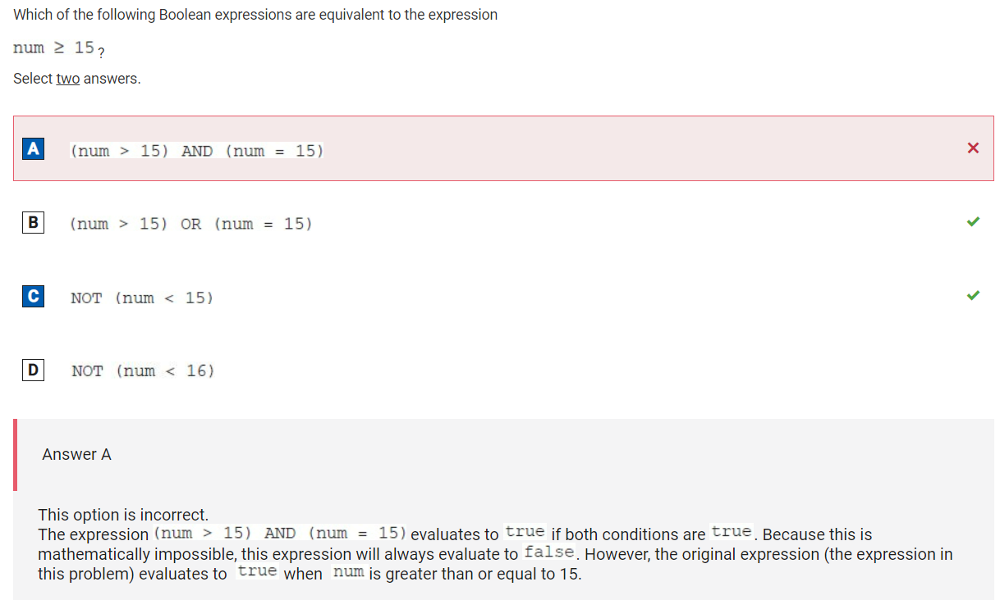 Which of the following Boolean expressions are equivalent to the expression
num ≥ 15?
Select two answers.
A (num > 15) AND (num = 15) ✕
B (num > 15) OR (num = 15) ✓
C NOT (num < 15) ✓
D NOT (num < 16)
Answer A
This option is incorrect.
The expression (num > 15) AND (num = 15) evaluates to true if both conditions are true. Because this is
mathematically impossible, this expression will always evaluate to false. However, the original expression (the expression in
this problem) evaluates to true when num is greater than or equal to 15.